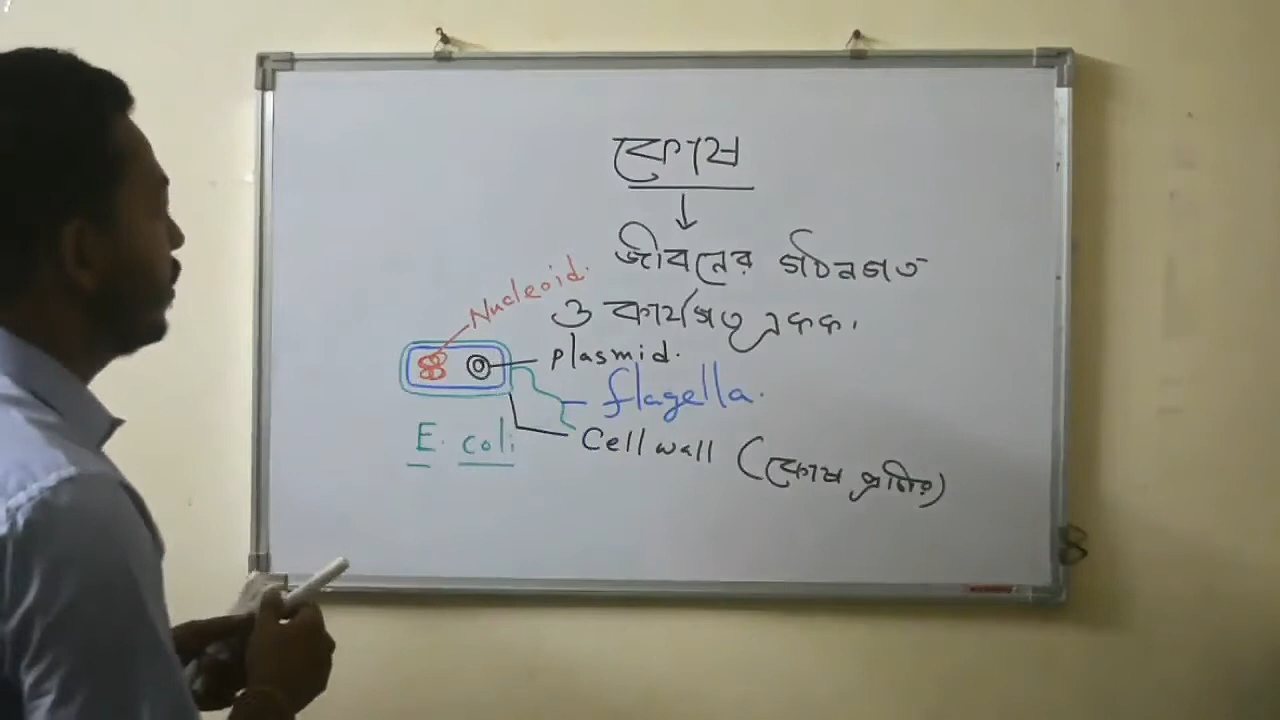 কোষ
জীবনের গঠনগত
ও কার্যগত একক।
Nucleoid.
plasmid.
flagella.
E. coli
Cell wall (কোষ প্রাচির)